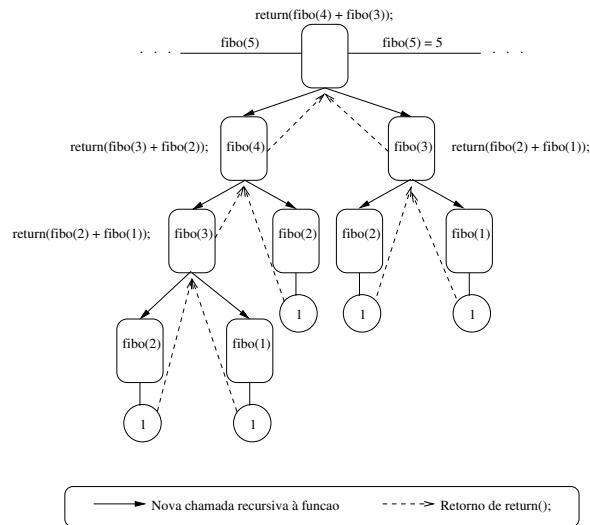 return(fibo(4) + fibo(3));
. . . fibo(5) fibo(5) = 5 . . .
return(fibo(3) + fibo(2)); fibo(4) fibo(3) return(fibo(2) + fibo(1));
return(fibo(2) + fibo(1)); fibo(3) fibo(2) fibo(2) fibo(1)
1 1 1
fibo(2) fibo(1)
1 1
Nova chamada recursiva à funcao Retorno de return();